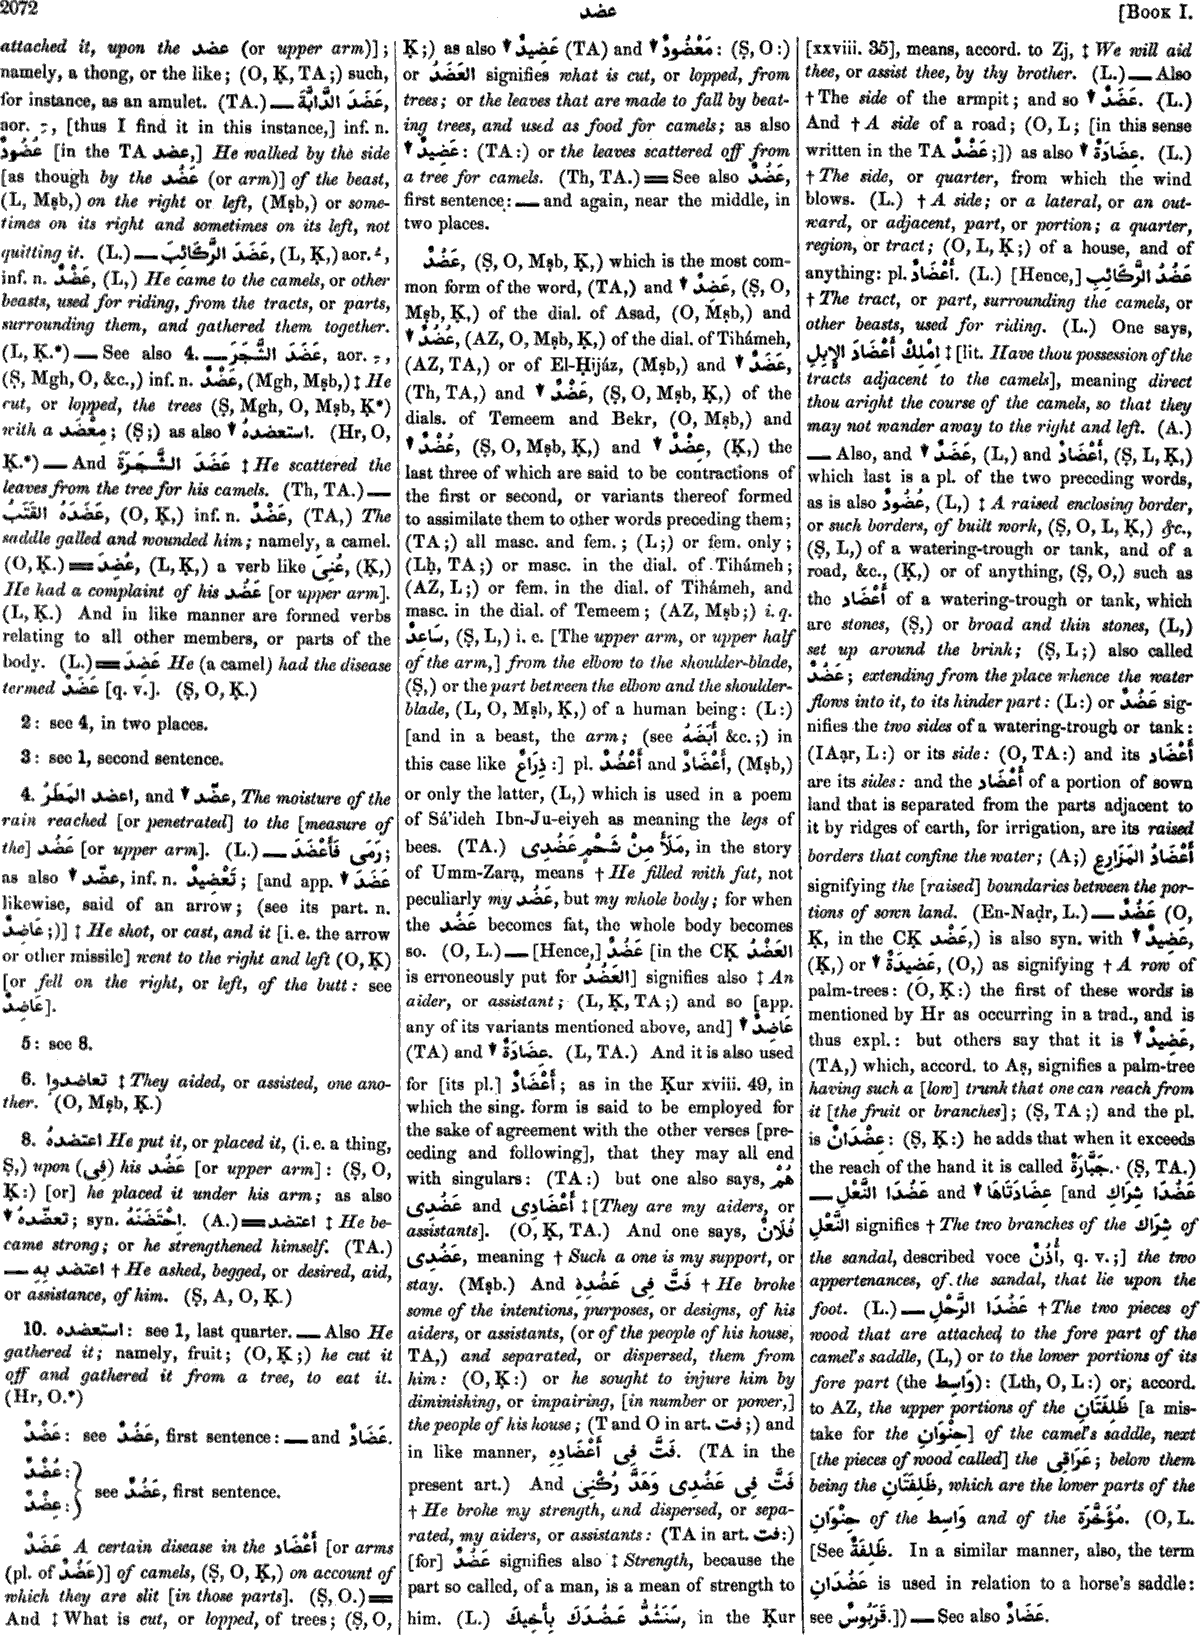 2072
عضد
[Book I.
attached it, upon the عضد (or upper arm)];
namely, a thong, or the like; (O, Ḳ, TA;) such,
for instance, as an amulet. (TA.) — عَضَدَ الدَّابَّةَ,
aor. ـِ, [thus I find it in this instance,] inf. n.
عُضُودٌ [in the TA عضد,] He walked by the side
[as though by the عَضُد (or arm)] of the beast,
(L, Mṣb,) on the right or left, (Mṣb,) or some-
times on its right and sometimes on its left, not
quitting it. (L.) — عَضَدَ الرَّكَائِبَ, (L, Ḳ,) aor. ـُ,
inf. n. عَضْدٌ, (L,) He came to the camels, or other
beasts, used for riding, from the tracts, or parts,
surrounding them, and gathered them together.
(L, Ḳ.*) — See also 4. — عَضَدَ الشَّجَرَ, aor. ـِ,
(Ṣ, Mgh, O, &c.,) inf. n. عَضْدٌ, (Mgh, Mṣb,) ‡ He
cut, or lopped, the trees (Ṣ, Mgh, O, Mṣb, Ḳ*)
with a مِعْضَد; (Ṣ;) as also ▼ استعضدهُ. (Hr, O,
Ḳ.*) — And عَضَدَ الشَّجَرَةَ ‡ He scattered the
leaves from the tree for his camels. (Th, TA.) —
عَضَدَهُ القَتَبُ, (O, Ḳ,) inf. n. عَضْدٌ, (TA,) The
saddle galled and wounded him; namely, a camel.
(O, Ḳ.) = عُضِدَ, (L, Ḳ,) a verb like عُنِىَ, (Ḳ,)
He had a complaint of his عَضُد [or upper arm].
(L, Ḳ.) And in like manner are formed verbs
relating to all other members, or parts of the
body. (L.) = عَضِدَ He (a camel) had the disease
termed عَضَدٌ [q. v.]. (Ṣ, O, Ḳ.)
2: see 4, in two places.
3: see 1, second sentence.
4. اعضد المَطَرُ, and ▼ عضّد, The moisture of the
rain reached [or penetrated] to the [measure of
the] عَضُد [or upper arm]. (L.) — رَمَى فَأَعْضَدَ;
as also ▼ عضّد, inf. n. تَعْضِيدٌ; [and app. ▼ عَضَدَ
likewise, said of an arrow; (see its part. n.
عَاضِدٌ;)] ‡ He shot, or cast, and it [i. e. the arrow
or other missile] went to the right and left (O, Ḳ)
[or fell on the right, or left, of the butt: see
عَاضِدٌ].
5: see 8.
6. تعاضدوا ‡ They aided, or assisted, one ano-
ther. (O, Mṣb, Ḳ.)
8. اعتضدهُ He put it, or placed it, (i. e. a thing,
Ṣ,) upon (فِى) his عَضُد [or upper arm]: (Ṣ, O,
Ḳ:) [or] he placed it under his arm; as also
▼ تعضّدهُ; syn. اِحْتَضَنَهُ. (A.) = اعتضد ‡ He be-
came strong; or he strengthened himself. (TA.)
— اعتضد بِهِ † He asked, begged, or desired, aid,
or assistance, of him. (Ṣ, A, O, Ḳ.)
10. استعضدهُ: see 1, last quarter. — Also He
gathered it; namely, fruit; (O, Ḳ;) he cut it
off and gathered it from a tree, to eat it.
(Hr, O.*)
عَضْدٌ: see عَضُدٌ, first sentence: — and عَضَادٌ.
عُضْدٌ:
عِضْدٌ: } see عَضُدٌ, first sentence.
عَضَدٌ A certain disease in the أَعْضَاد [or arms
(pl. of عَضُدٌ)] of camels, (Ṣ, O, Ḳ,) on account of
which they are slit [in those parts]. (Ṣ, O.) =
And ‡ What is cut, or lopped, of trees; (Ṣ, O,
Ḳ;) as also ▼ عَضِيدٌ (TA) and ▼ مَعْضُودٌ: (Ṣ, O:)
or العَضَدُ signifies what is cut, or lopped, from
trees; or the leaves that are made to fall by beat-
ing trees, and used as food for camels; as also
▼ عَضِيدٌ: (TA:) or the leaves scattered off from
a tree for camels. (Th, TA.) = See also عَضُدٌ,
first sentence: — and again, near the middle, in
two places.
عَضُدٌ, (Ṣ, O, Mṣb, Ḳ,) which is the most com-
mon form of the word, (TA,) and ▼ عَضِدٌ, (Ṣ, O,
Mṣb, Ḳ,) of the dial. of Asad, (O, Mṣb,) and
▼ عُضُدٌ, (AZ, O, Mṣb, Ḳ,) of the dial. of Tihámeh,
(AZ, TA,) or of El-Ḥijáz, (Mṣb,) and ▼ عَضَدٌ,
(Th, TA,) and ▼ عَضْدٌ, (Ṣ, O, Mṣb, Ḳ,) of the
dials. of Temeem and Bekr, (O, Mṣb,) and
▼ عُضْدٌ, (Ṣ, O, Mṣb, Ḳ,) and ▼ عِضْدٌ, (Ḳ,) the
last three of which are said to be contractions of
the first or second, or variants thereof formed
to assimilate them to other words preceding them;
(TA;) all masc. and fem.; (L;) or fem. only;
(Lḥ, TA;) or masc. in the dial. of Tihámeh;
(AZ, L;) or fem. in the dial. of Tihámeh, and
masc. in the dial. of Temeem; (AZ, Mṣb;) i. q.
سَاعِدٌ, (Ṣ, L,) i. e. [The upper arm, or upper half
of the arm,] from the elbow to the shoulder-blade,
(Ṣ,) or the part between the elbow and the shoulder-
blade, (L, O, Mṣb, Ḳ,) of a human being: (L:)
[and in a beast, the arm; (see أَبَضَهُ &c.;) in
this case like ذِرَاعٌ:] pl. أَعْضُدٌ and أَعْضَادٌ, (Mṣb,)
or only the latter, (L,) which is used in a poem
of Sá'ideh Ibn-Ju-eiyeh as meaning the legs of
bees. (TA.) مَلَأَ مِنْ شَحْمٍ عَضُدِى, in the story
of Umm-Zarạ, means † He filled with fat, not
peculiarly my عَضُد, but my whole body; for when
the عَضُد becomes fat, the whole body becomes
so. (O, L.) — [Hence,] عَضُدٌ [in the CḲ العَضْدُ
is erroneously put for العَضُدُ] signifies also ‡ An
aider, or assistant; (L, Ḳ, TA;) and so [app.
any of its variants mentioned above, and] ▼ عَاضِدٌ
(TA) and ▼ عِضَادَةٌ. (L, TA.) And it is also used
for [its pl.] أَعْضَادٌ; as in the Ḳur xviii. 49, in
which the sing. form is said to be employed for
the sake of agreement with the other verses [pre-
ceding and following], that they may all end
with singulars: (TA:) but one also says, هُمْ
عَضُدِى and أَعْضَادِى ‡ [They are my aiders, or
assistants]. (O, Ḳ, TA.) And one says, فُلَانٌ
عَضُدِى, meaning † Such a one is my support, or
stay. (Mṣb.) And فَتَّ فِى عَضُدِهِ † He broke
some of the intentions, purposes, or designs, of his
aiders, or assistants, (or of the people of his house,
TA,) and separated, or dispersed, them from
him: (O, Ḳ:) or he sought to injure him by
diminishing, or impairing, [in number or power,]
the people of his house; (T and O in art. فت;) and
in like manner, فَتَّ فِى أَعْضَادِهِ. (TA in the
present art.) And فَتَّ فِى عَضُدِى وَهَدَّ رُكْنِى
† He broke my strength, and dispersed, or sepa-
rated, my aiders, or assistants: (TA in art. فت:)
[for] عَضُدٌ signifies also ‡ Strength, because the
part so called, of a man, is a mean of strength to
him. (L.) سَنَشُدُّ عَضُدَكَ بِأَخِيكَ, in the Ḳur
[xxviii. 35], means, accord. to Zj, ‡ We will aid
thee, or assist thee, by thy brother. (L.) — Also
† The side of the armpit; and so ▼ عَضَدٌ. (L.)
And † A side of a road; (O, L; [in this sense
written in the TA عَضْدٌ;]) as also ▼ عِضَادَةٌ. (L.)
† The side, or quarter, from which the wind
blows. (L.) † A side; or a lateral, or an out-
ward, or adjacent, part, or portion; a quarter,
region, or tract; (O, L, Ḳ;) of a house, and of
anything: pl. أَعْضَادٌ. (L.) [Hence,] عَضُدُ الرَّكَائِبِ
† The tract, or part, surrounding the camels, or
other beasts, used for riding. (L.) One says,
اِمْلِكْ أَعْضَادَ الإِبِلِ ‡ [lit. Have thou possession of the
tracts adjacent to the camels], meaning direct
thou aright the course of the camels, so that they
may not wander away to the right and left. (A.)
— Also, and ▼ عَضَدٌ, (L,) and أَعْضَادٌ, (Ṣ, L, Ḳ,)
which last is a pl. of the two preceding words,
as is also عُضُودٌ, (L,) ‡ A raised enclosing border,
or such borders, of built work, (Ṣ, O, L, Ḳ,) &c.,
(Ṣ, L,) of a watering-trough or tank, and of a
road, &c., (Ḳ,) or of anything, (Ṣ, O,) such as
the أَعْضَاد of a watering-trough or tank, which
are stones, (Ṣ,) or broad and thin stones, (L,)
set up around the brink; (Ṣ, L;) also called
عَضُدٌ; extending from the place whence the water
flows into it, to its hinder part: (L:) or عَضُدٌ sig-
nifies the two sides of a watering-trough or tank:
(IAạr, L:) or its side: (O, TA:) and its أَعْضَاد
are its sides: and the أَعْضَاد of a portion of sown
land that is separated from the parts adjacent to
it by ridges of earth, for irrigation, are its raised
borders that confine the water; (A;) أَعْضَادُ المَزَارِعِ
signifying the [raised] boundaries between the por-
tions of sown land. (En-Naḍr, L.) — عَضُدٌ (O,
Ḳ, in the CḲ عَضْد,) is also syn. with ▼ عَضِيدٌ,
(Ḳ,) or ▼ عَضِيدَةٌ, (O,) as signifying † A row of
palm-trees: (O, Ḳ:) the first of these words is
mentioned by Hr as occurring in a trad., and is
thus expl.: but others say that it is ▼ عَضِيدٌ,
(TA,) which, accord. to Aṣ, signifies a palm-tree
having such a [low] trunk that one can reach from
it [the fruit or branches]; (Ṣ, TA;) and the pl.
is عِضْدَانٌ: (Ṣ, Ḳ:) he adds that when it exceeds
the reach of the hand it is called جَبَّارَةٌ. (Ṣ, TA.)
— عَضُدَا النَّعْلِ and ▼ عِضَادَتَاهَا [and عَضُدَا شِرَاكِ
النَّعْلِ signifies † The two branches of the شِرَاك of
the sandal, described voce أُذُنٌ, q. v.;] the two
appertenances, of the sandal, that lie upon the
foot. (L.) — عَضُدَا الرَّحْلِ † The two pieces of
wood that are attached to the fore part of the
camel's saddle, (L,) or to the lower portions of its
fore part (the وَاسِط): (Lth, O, L:) or, accord.
to AZ, the upper portions of the ظَلِفَتَانِ [a mis-
take for the حِنْوَانِ] of the camel's saddle, next
[the pieces of wood called] the عَرَاقِى; below them
being the ظَلِفَتَانِ, which are the lower parts of the
حِنْوَانِ of the وَاسِط and of the مُؤَخَّرَة. (O, L.
[See ظَلِفَةٌ. In a similar manner, also, the term
عَضُدَانِ is used in relation to a horse's saddle:
see قَرَبُوسٌ.]) — See also عَضَادٌ.